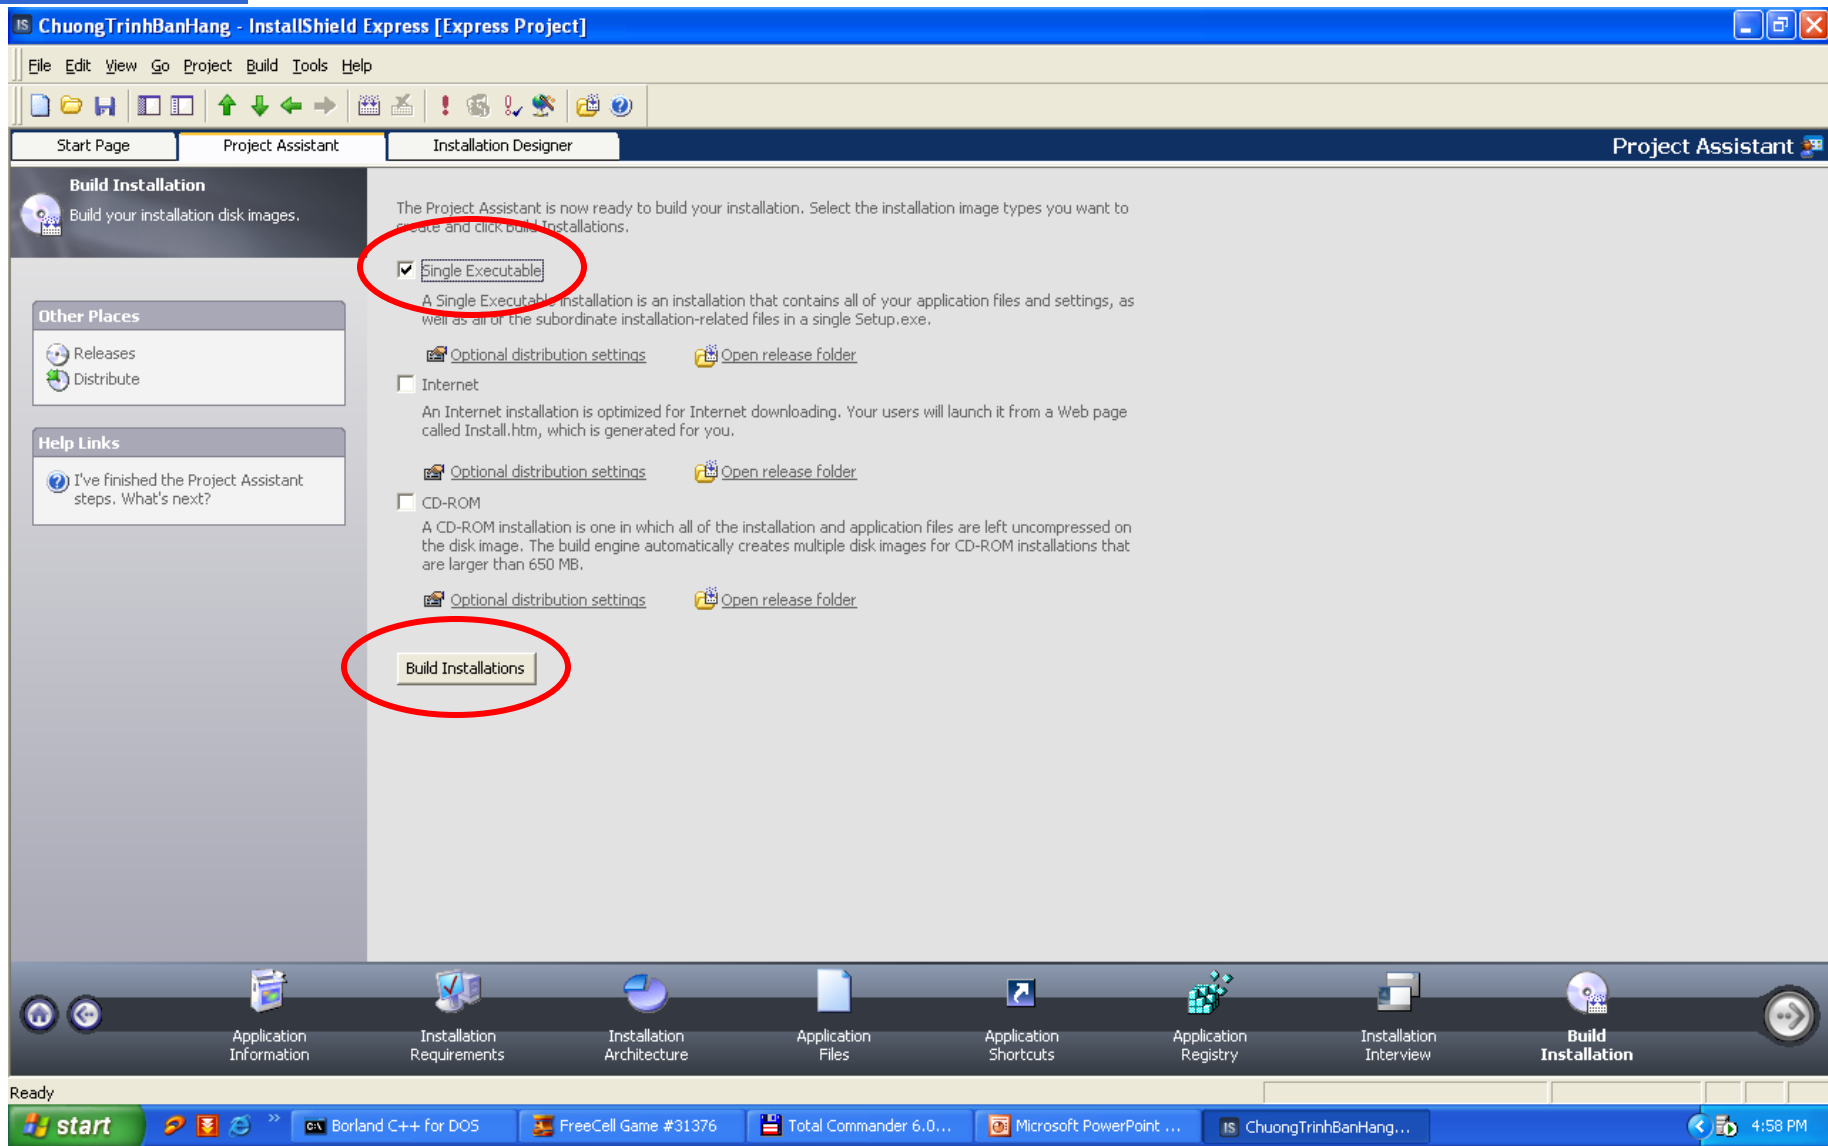 ChuongTrinhBanHang - InstallShield Express [Express Project]
File Edit View Go Project Build Tools Help
Start Page Project Assistant Installation Designer Project Assistant
Build Installation
Build your installation disk images.
Other Places
Releases
Distribute
Help Links
I've finished the Project Assistant
steps. What's next?
The Project Assistant is now ready to build your installation. Select the installation image types you want to
create and click Build Installations.
Single Executable
A Single Executable installation is an installation that contains all of your application files and settings, as
well as all of the subordinate installation-related files in a single Setup.exe.
Optional distribution settings Open release folder
Internet
An Internet installation is optimized for Internet downloading. Your users will launch it from a Web page
called Install.htm, which is generated for you.
Optional distribution settings Open release folder
CD-ROM
A CD-ROM installation is one in which all of the installation and application files are left uncompressed on
the disk image. The build engine automatically creates multiple disk images for CD-ROM installations that
are larger than 650 MB.
Optional distribution settings Open release folder
Build Installations
Application Information
Installation Requirements
Installation Architecture
Application Files
Application Shortcuts
Application Registry
Installation Interview
Build Installation
Ready
start Borland C++ for DOS FreeCell Game #31376 Total Commander 6.0... Microsoft PowerPoint ... ChuongTrinhBanHang... 4:58 PM